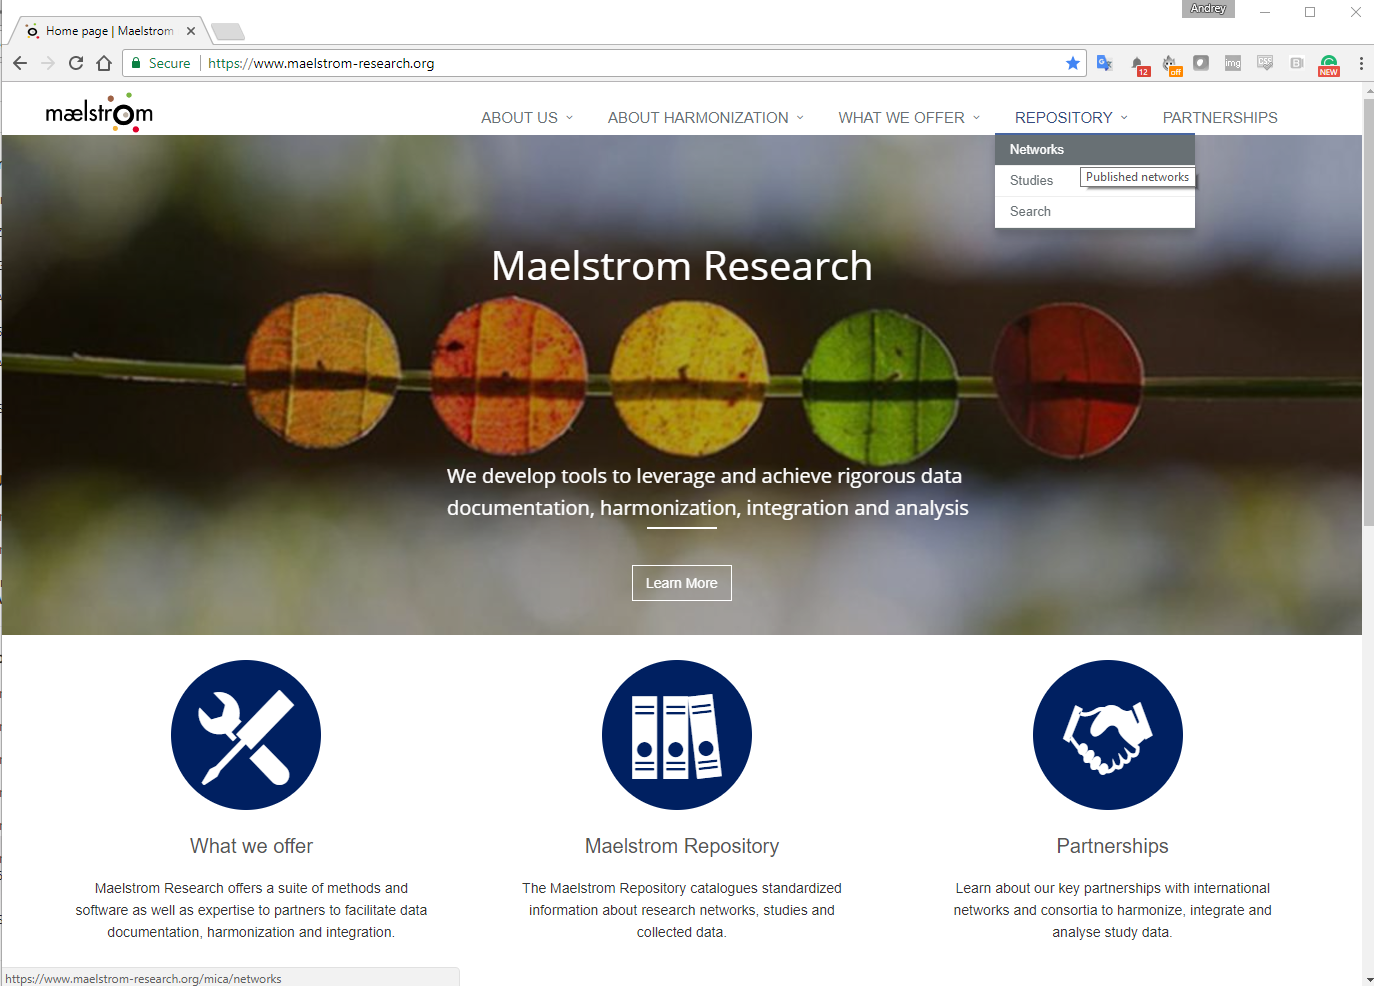 Andrey
Home page | Maelstrom
Secure
https://www.maelstrom-research.org
12
off
img
CSF
B
NEW
mælstrom
ABOUT US
ABOUT HARMONIZATION
WHAT WE OFFER
REPOSITORY
PARTNERSHIPS
Networks
Published networks
Studies
Search
Maelstrom Research
We develop tools to leverage and achieve rigorous data
documentation, harmonization, integration and analysis
Learn More
What we offer
Maelstrom Research offers a suite of methods and
software as well as expertise to partners to facilitate data
documentation, harmonization and integration.
Maelstrom Repository
The Maelstrom Repository catalogues standardized
information about research networks, studies and
collected data.
Partnerships
Learn about our key partnerships with international
networks and consortia to harmonize, integrate and
analyse study data.
https://www.maelstrom-research.org/mica/networks